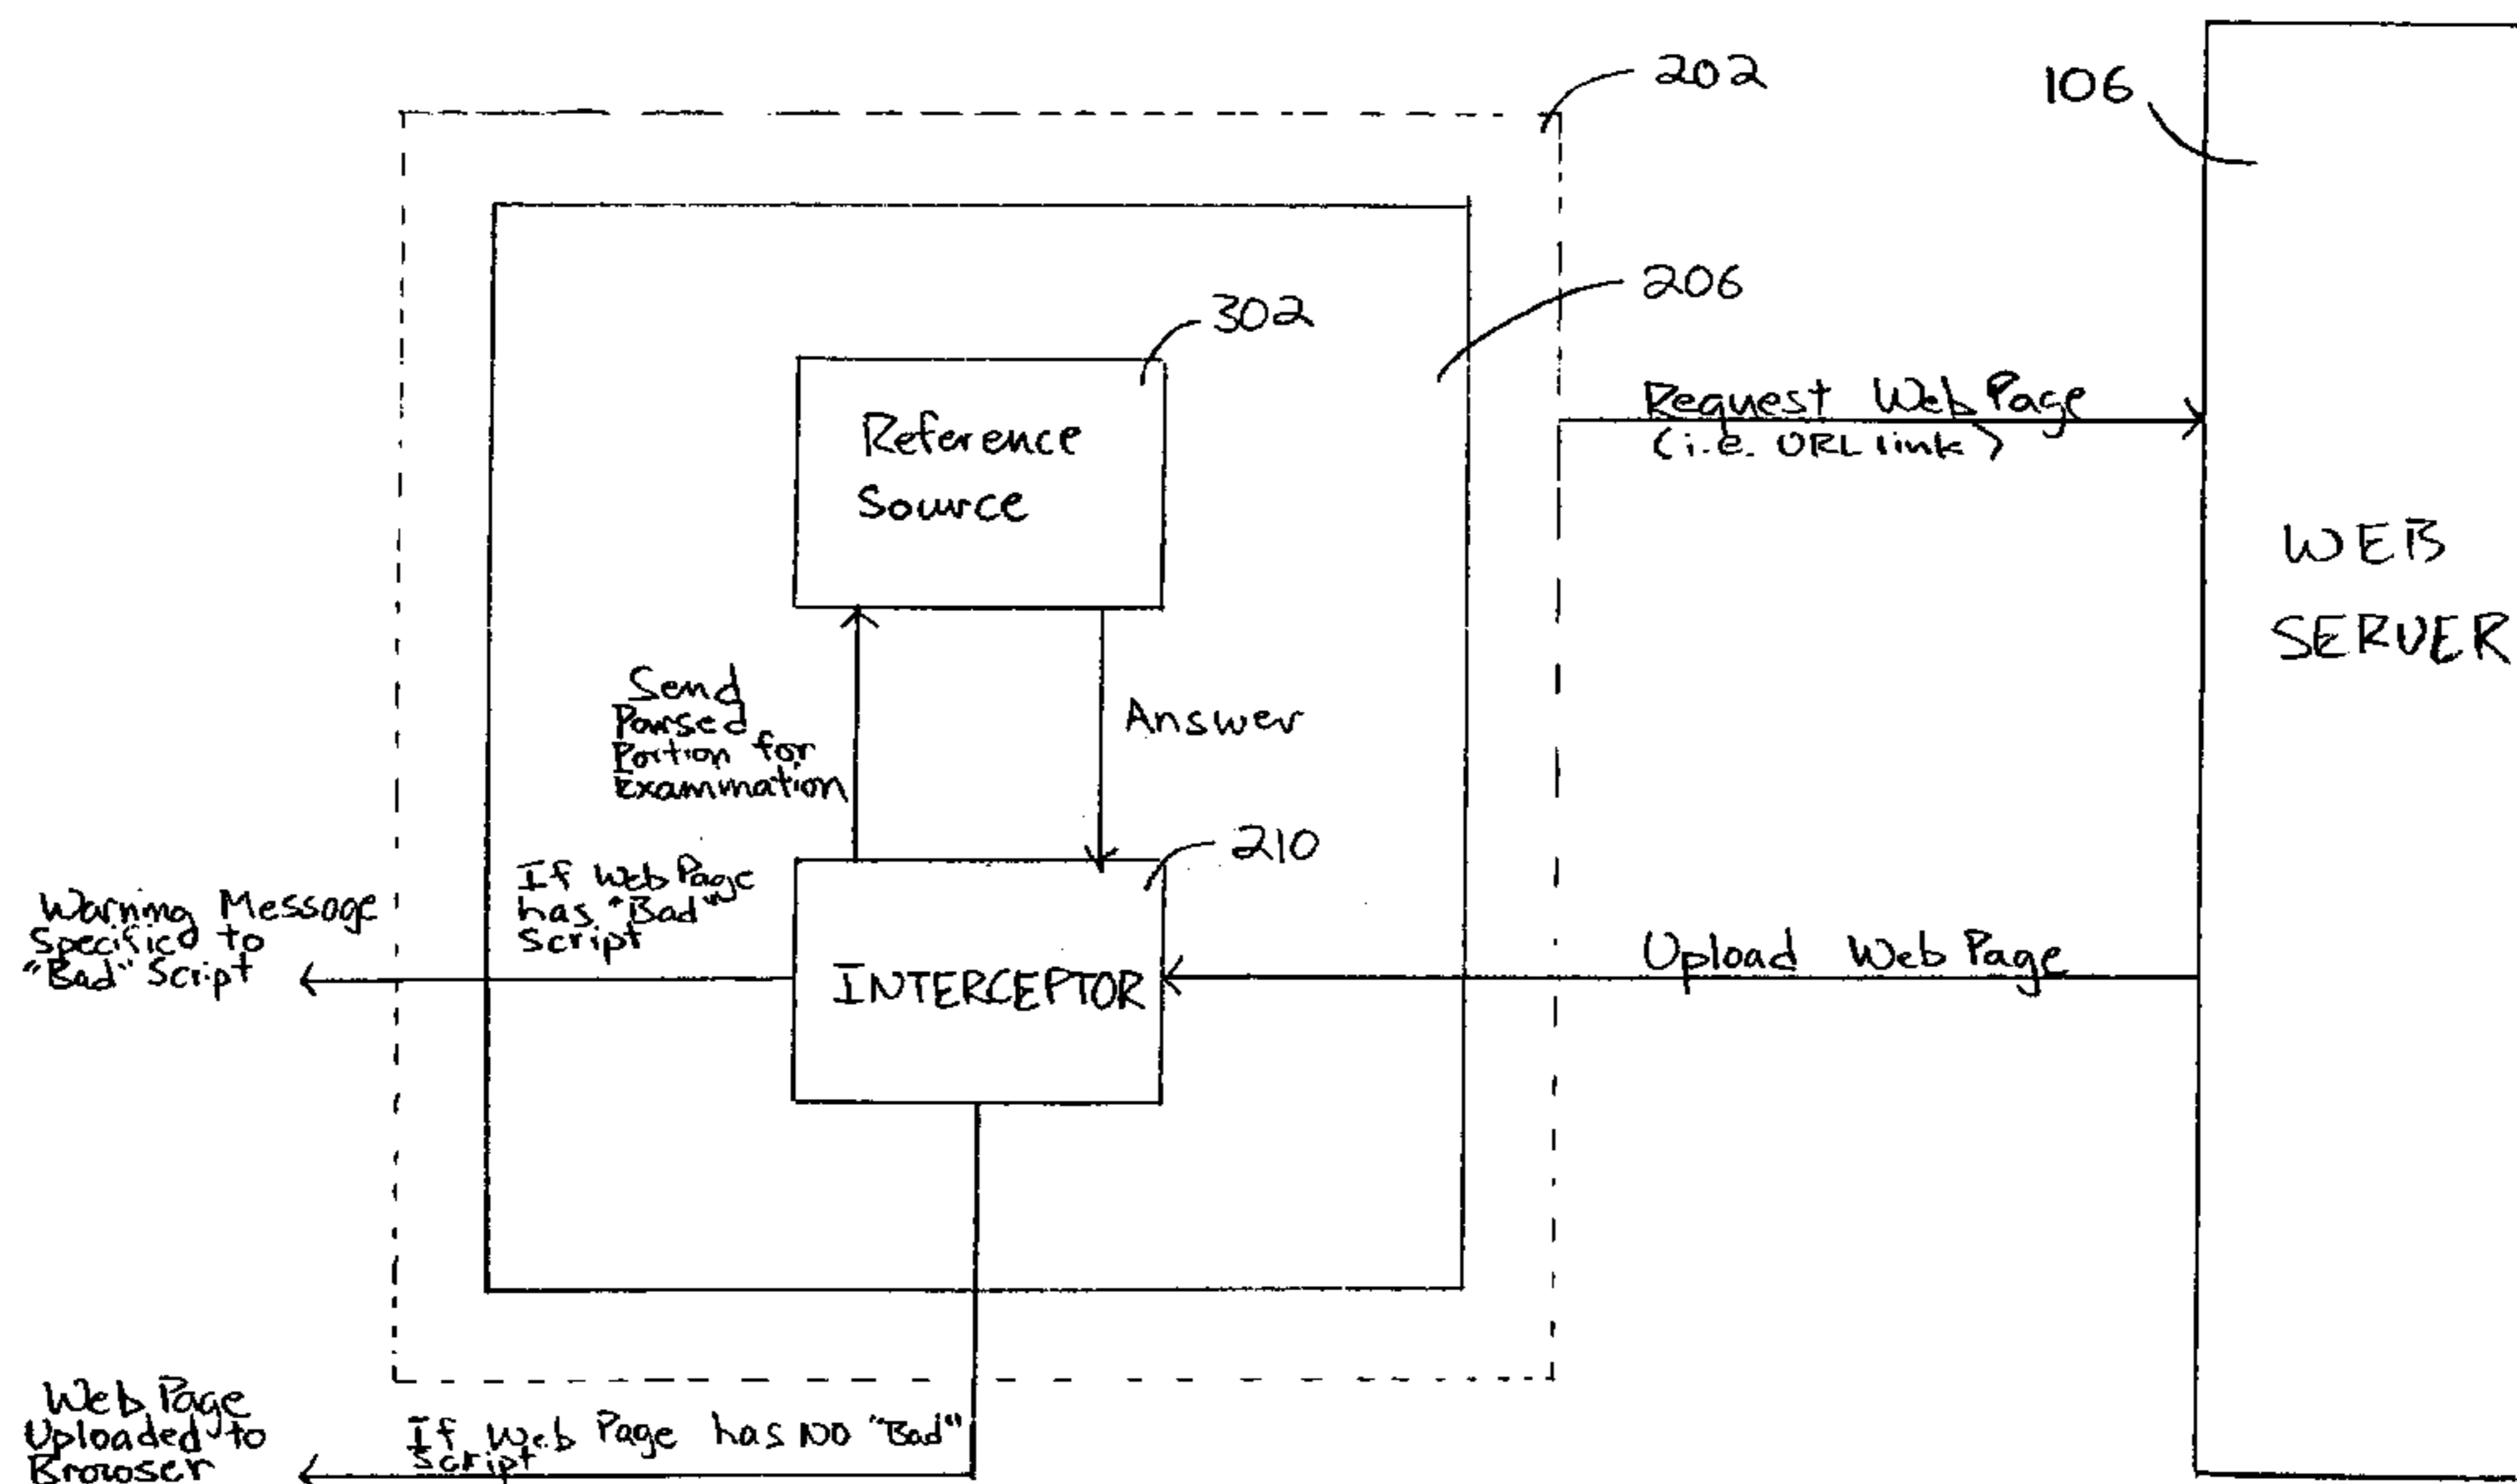 202
106
206
302
Reference
Source
Request Web Page
(i.e. URL link)
WEB
SERVER
Send
Parsed
Portion for
Examination
Answer
210
If Web Page
has "Bad"
Script
Warning Message
Specific to
"Bad" Script
INTERCEPTOR
Upload Web Page
Web Page
Uploaded to
Browser
If Web Page has NO "Bad"
Script